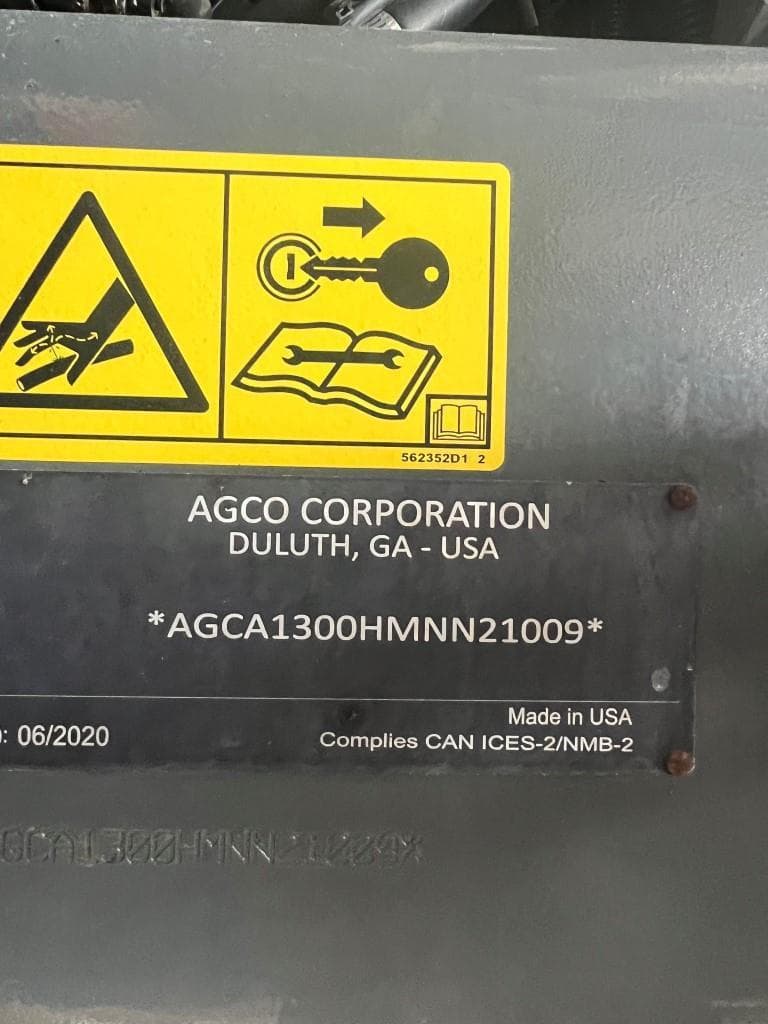 562352D1 2
AGCO CORPORATION
DULUTH, GA - USA
*AGCA1300HMNN21009*
Made in USA
: 06/2020
Complies CAN ICES-2/NMB-2
GCA1300HMNN21009*